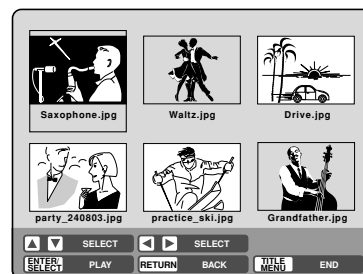 Saxophone.jpg Waltz.jpg Drive.jpg
party_240803.jpg practice_ski.jpg Grandfather.jpg
SELECT SELECT
ENTER/SELECT PLAY RETURN BACK TITLE MENU END